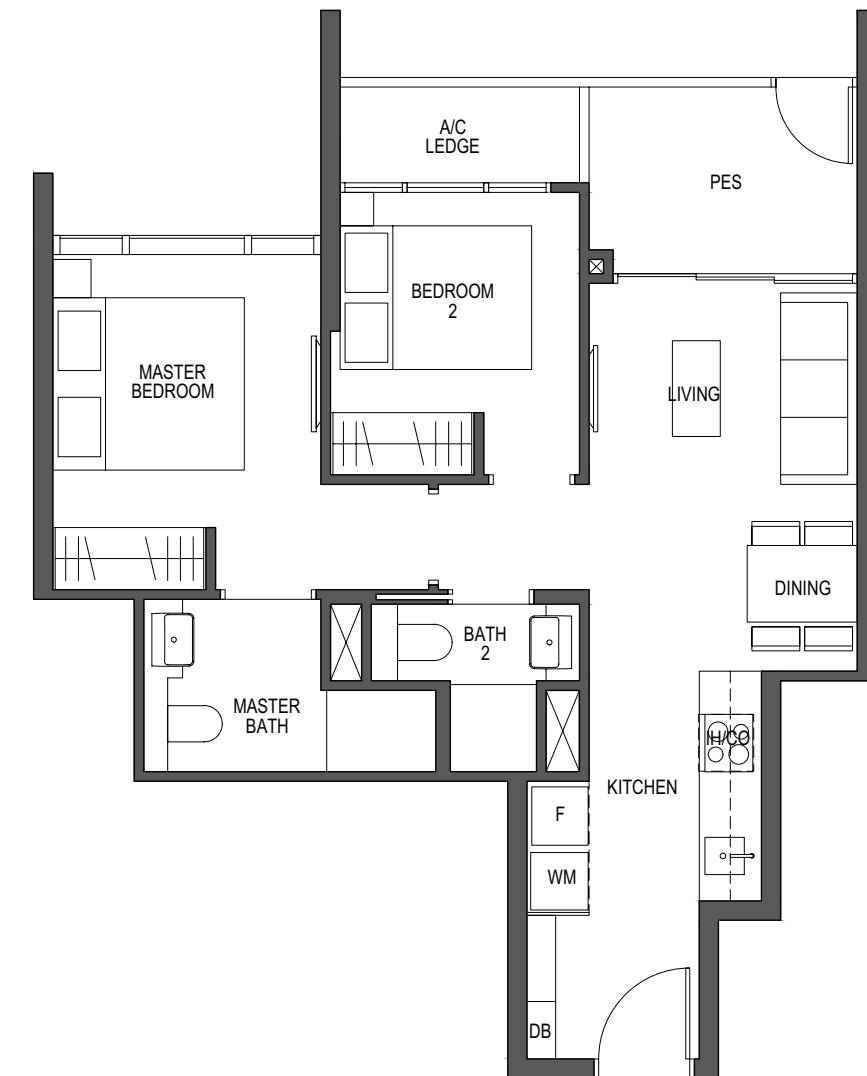 A/C
LEDGE
PES
BEDROOM
2
MASTER
BEDROOM
LIVING
DINING
BATH
2
MASTER
BATH
IH/CO
KITCHEN
F
WM
DB